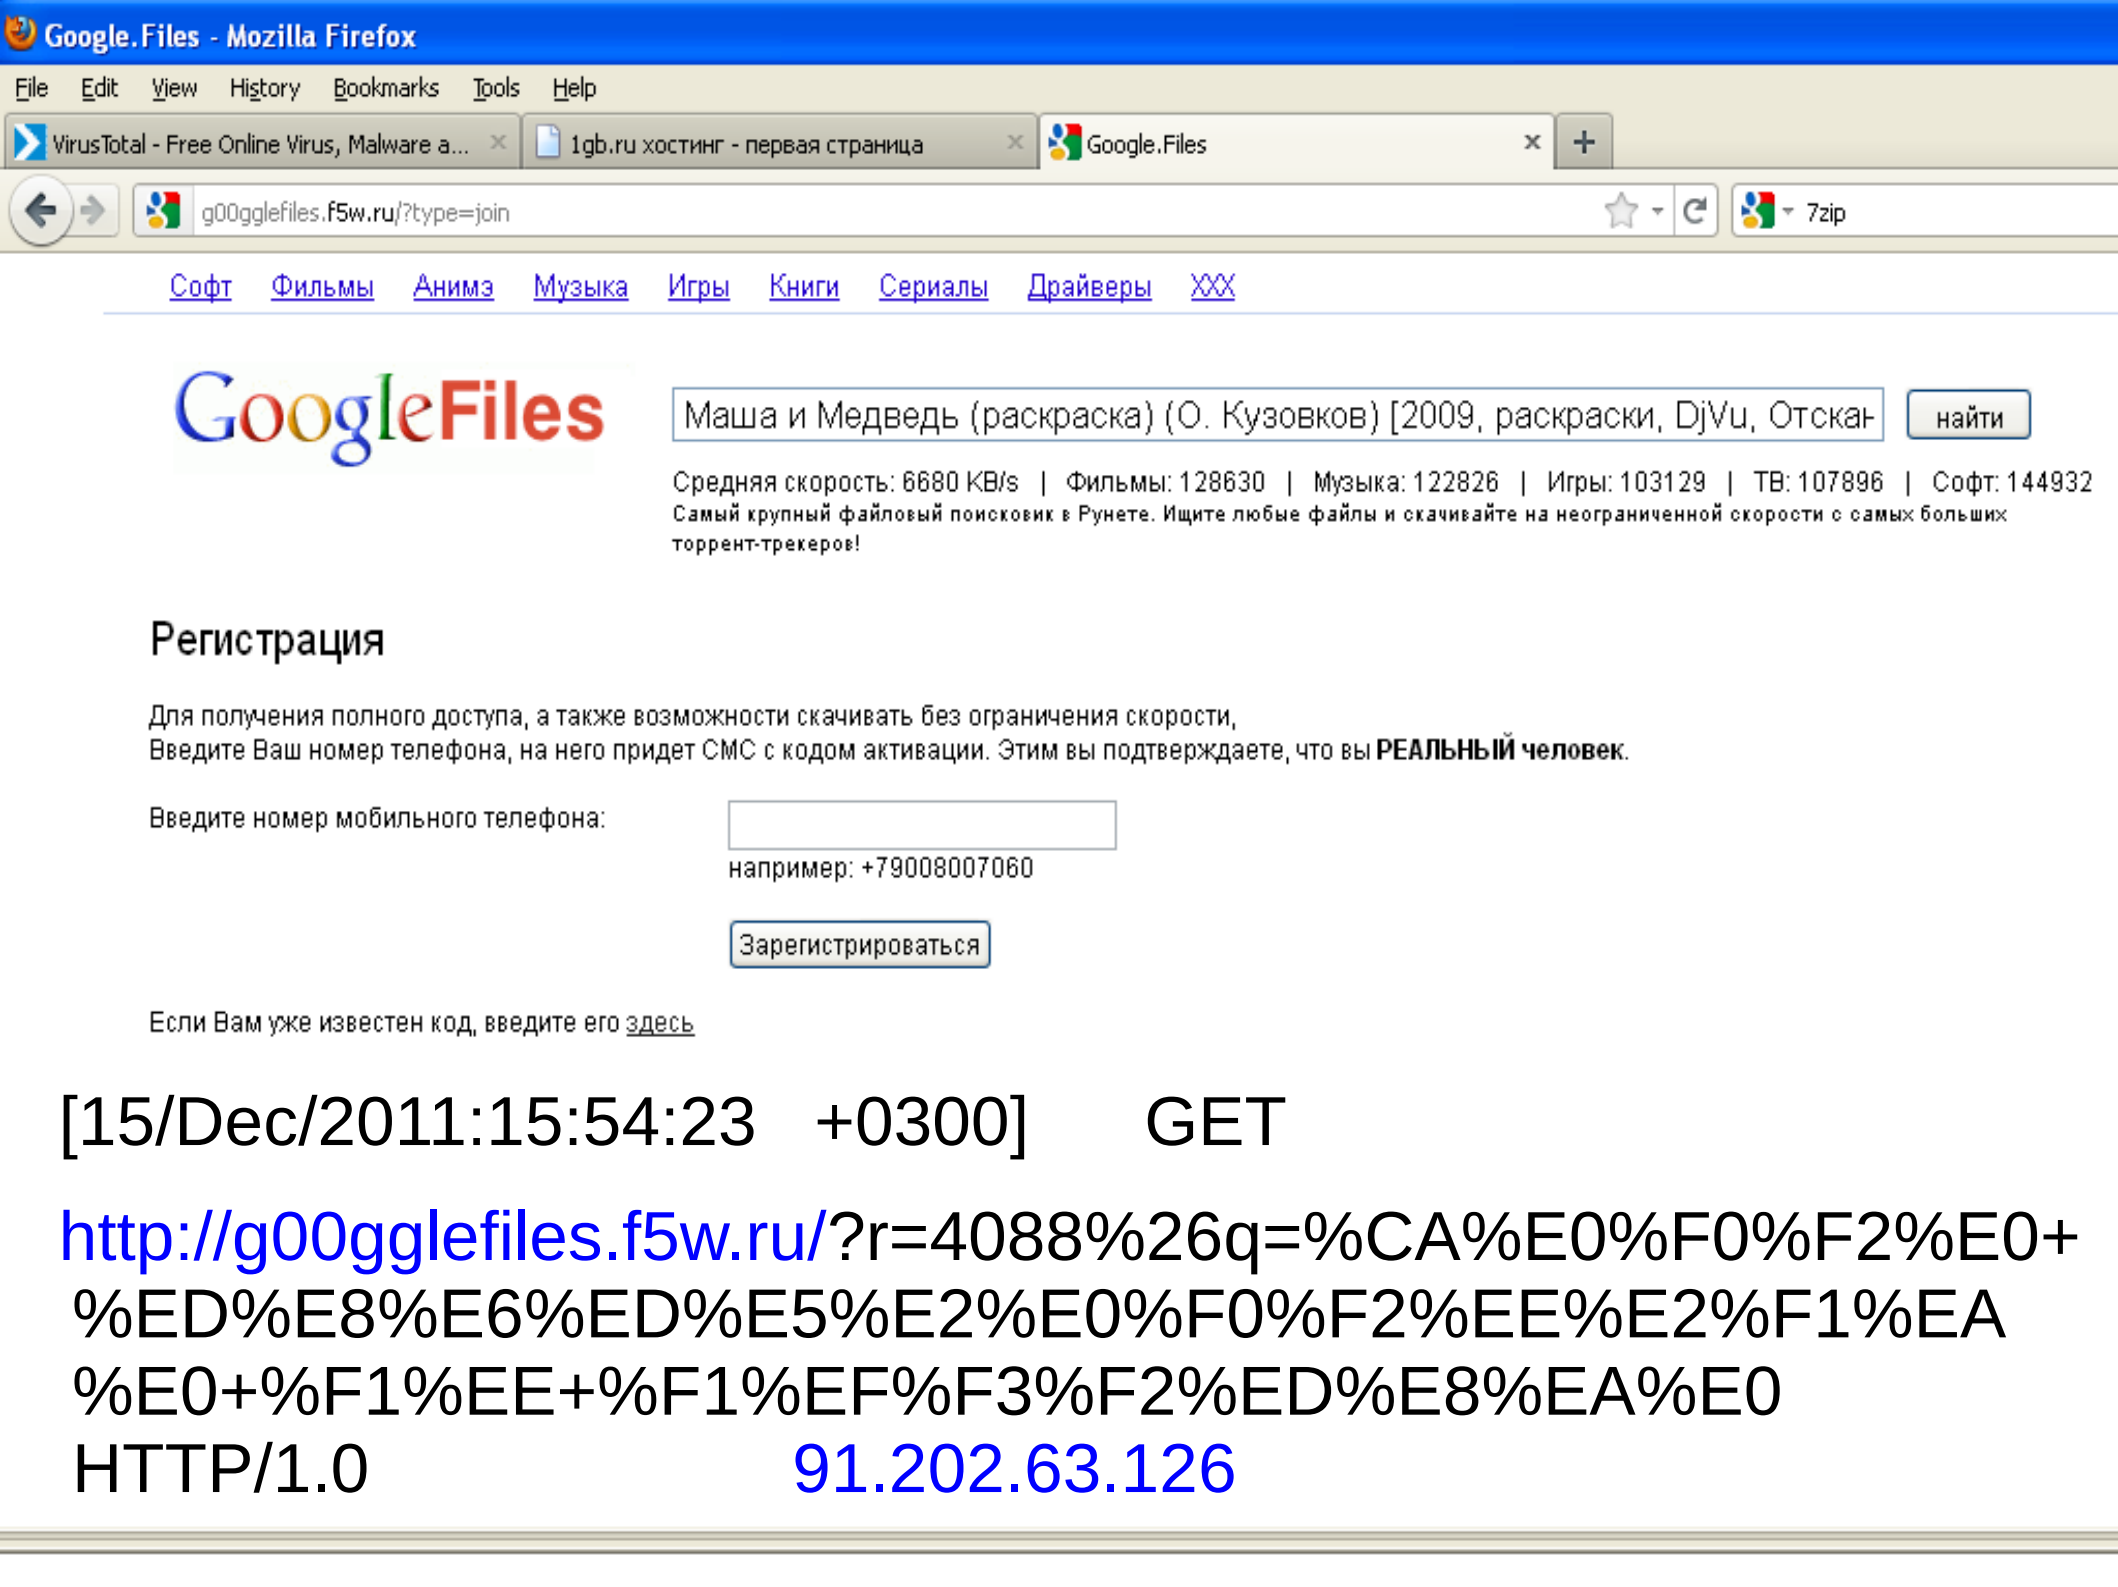 Google.Files - Mozilla Firefox
File Edit View History Bookmarks Tools Help
VirusTotal - Free Online Virus, Malware a... 1gb.ru хостинг - первая страница Google.Files
g00gglefiles.f5w.ru/?type=join 7zip
Софт Фильмы Анимэ Музыка Игры Книги Сериалы Драйверы XXX
GoogleFiles
Маша и Медведь (раскраска) (О. Кузовков) [2009, раскраски, DjVu, Отскан найти
Средняя скорость: 6680 KB/s | Фильмы: 128630 | Музыка: 122826 | Игры: 103129 | ТВ: 107896 | Софт: 144932
Самый крупный файловый поисковик в Рунете. Ищите любые файлы и скачивайте на неограниченной скорости с самых больших
торрент-трекеров!
Регистрация
Для получения полного доступа, а также возможности скачивать без ограничения скорости,
Введите Ваш номер телефона, на него придет СМС с кодом активации. Этим вы подтверждаете, что вы РЕАЛЬНЫЙ человек.
Введите номер мобильного телефона:
например: +79008007060
Зарегистрироваться
Если Вам уже известен код, введите его здесь
[15/Dec/2011:15:54:23 +0300] GET
http://g00gglefiles.f5w.ru/?r=4088%26q=%CA%E0%F0%F2%E0+
%ED%E8%E6%ED%E5%E2%E0%F0%F2%EE%E2%F1%EA
%E0+%F1%EE+%F1%EF%F3%F2%ED%E8%EA%E0
HTTP/1.0 91.202.63.126